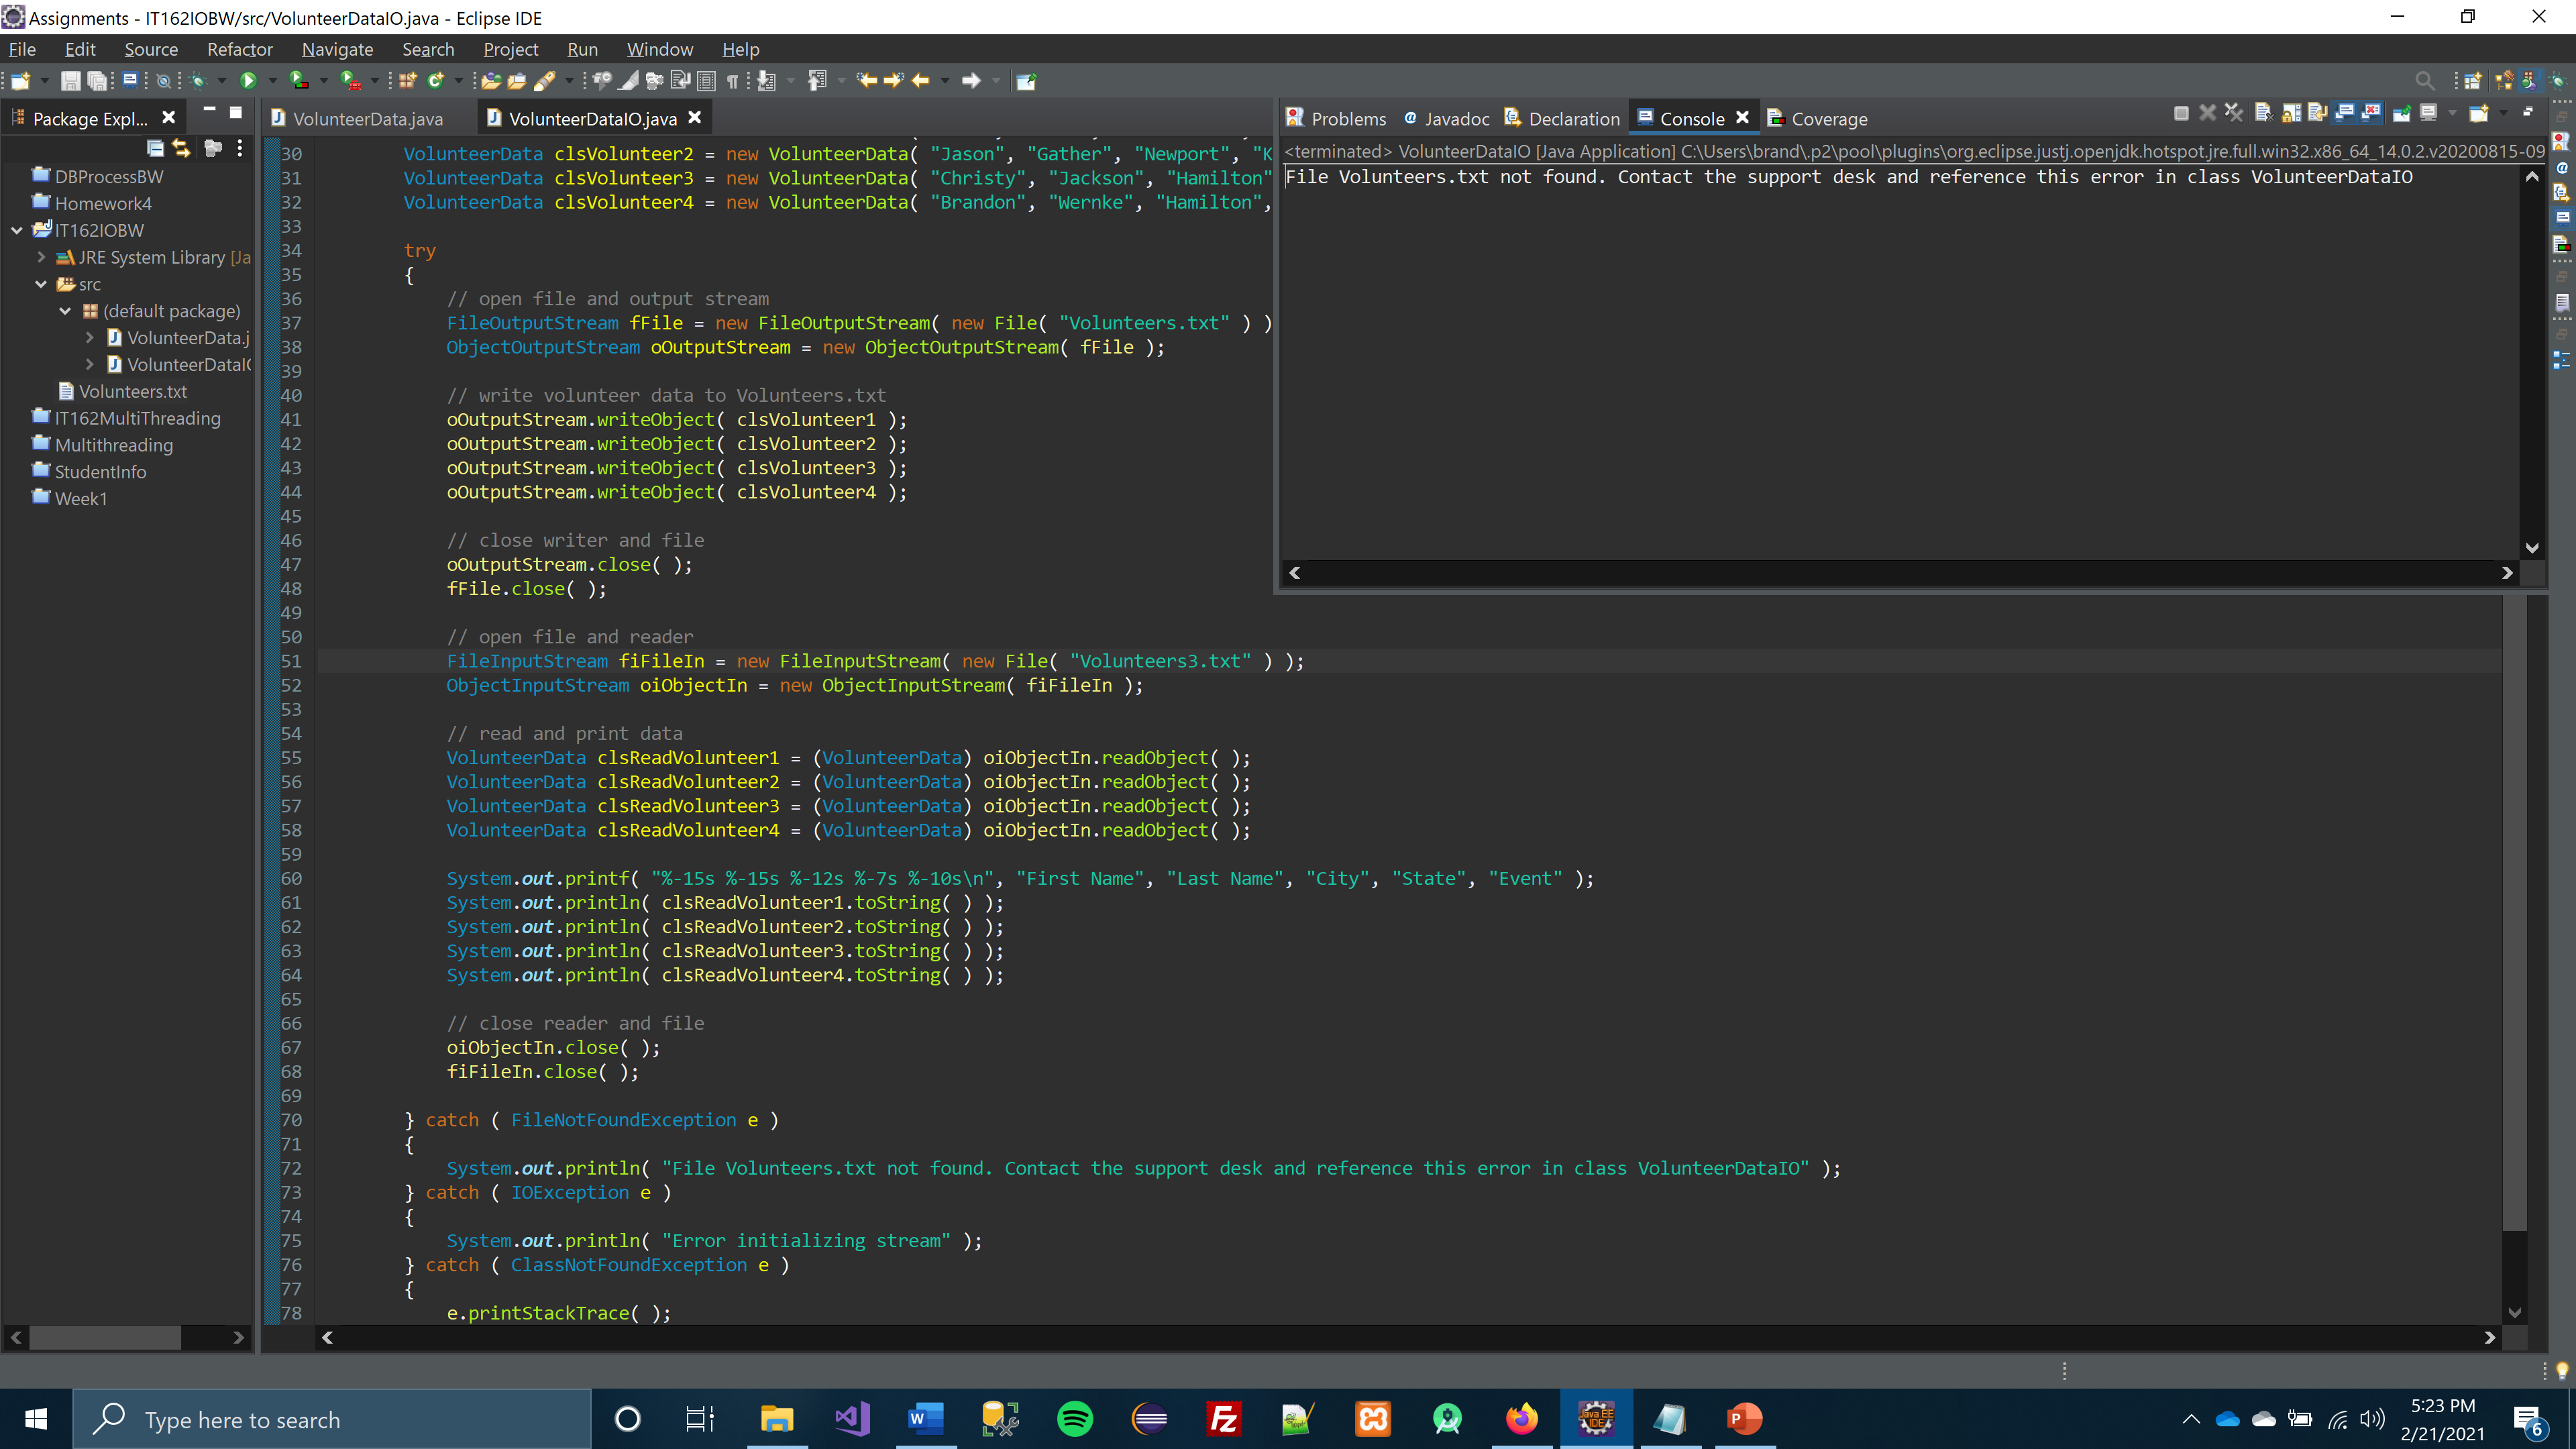 Assignments - IT162IOBW/src/VolunteerDataIO.java - Eclipse IDE
File Edit Source Refactor Navigate Search Project Run Window Help
Package Expl...
DBProcessBW
Homework4
IT162IOBW
JRE System Library [Ja
src
(default package)
VolunteerData.j
VolunteerDataIO
Volunteers.txt
IT162MultiThreading
Multithreading
StudentInfo
Week1
VolunteerData.java VolunteerDataIO.java
30 VolunteerData clsVolunteer2 = new VolunteerData( "Jason", "Gather", "Newport", "K
31 VolunteerData clsVolunteer3 = new VolunteerData( "Christy", "Jackson", "Hamilton"
32 VolunteerData clsVolunteer4 = new VolunteerData( "Brandon", "Wernke", "Hamilton",
33
34 try
35 {
36 // open file and output stream
37 FileOutputStream fFile = new FileOutputStream( new File( "Volunteers.txt" ) )
38 ObjectOutputStream oOutputStream = new ObjectOutputStream( fFile );
39
40 // write volunteer data to Volunteers.txt
41 oOutputStream.writeObject( clsVolunteer1 );
42 oOutputStream.writeObject( clsVolunteer2 );
43 oOutputStream.writeObject( clsVolunteer3 );
44 oOutputStream.writeObject( clsVolunteer4 );
45
46 // close writer and file
47 oOutputStream.close( );
48 fFile.close( );
49
50 // open file and reader
51 FileInputStream fiFileIn = new FileInputStream( new File( "Volunteers3.txt" ) );
52 ObjectInputStream oiObjectIn = new ObjectInputStream( fiFileIn );
53
54 // read and print data
55 VolunteerData clsReadVolunteer1 = (VolunteerData) oiObjectIn.readObject( );
56 VolunteerData clsReadVolunteer2 = (VolunteerData) oiObjectIn.readObject( );
57 VolunteerData clsReadVolunteer3 = (VolunteerData) oiObjectIn.readObject( );
58 VolunteerData clsReadVolunteer4 = (VolunteerData) oiObjectIn.readObject( );
59
60 System.out.printf( "%-15s %-15s %-12s %-7s %-10s\n", "First Name", "Last Name", "City", "State", "Event" );
61 System.out.println( clsReadVolunteer1.toString( ) );
62 System.out.println( clsReadVolunteer2.toString( ) );
63 System.out.println( clsReadVolunteer3.toString( ) );
64 System.out.println( clsReadVolunteer4.toString( ) );
65
66 // close reader and file
67 oiObjectIn.close( );
68 fiFileIn.close( );
69
70 } catch ( FileNotFoundException e )
71 {
72 System.out.println( "File Volunteers.txt not found. Contact the support desk and reference this error in class VolunteerDataIO" );
73 } catch ( IOException e )
74 {
75 System.out.println( "Error initializing stream" );
76 } catch ( ClassNotFoundException e )
77 {
78 e.printStackTrace( );
Problems Javadoc Declaration Console Coverage
<terminated> VolunteerDataIO [Java Application] C:\Users\brand\.p2\pool\plugins\org.eclipse.justj.openjdk.hotspot.jre.full.win32.x86_64_14.0.2.v20200815-09
File Volunteers.txt not found. Contact the support desk and reference this error in class VolunteerDataIO
Type here to search
5:23 PM
2/21/2021
6